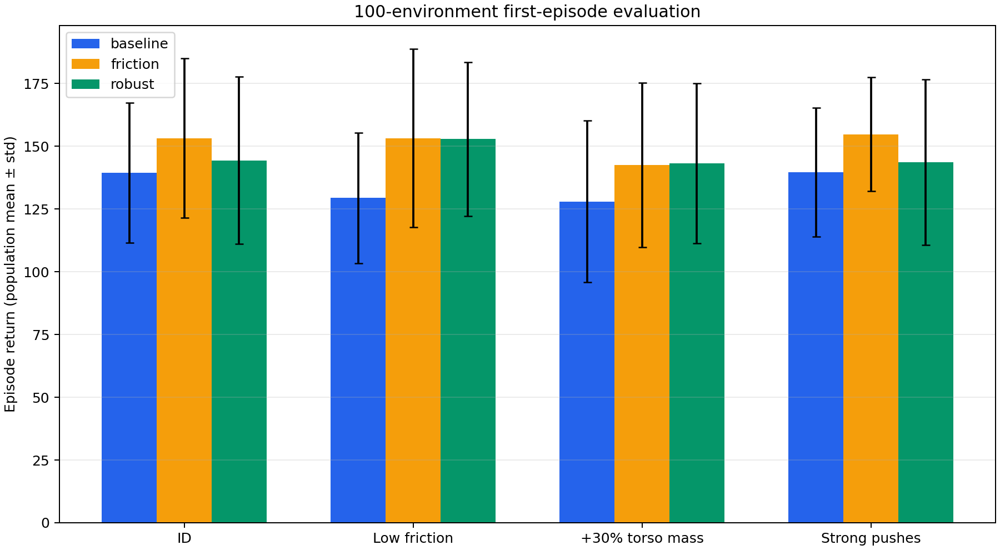 100-environment first-episode evaluation
baseline
friction
robust
Episode return (population mean ± std)
175
150
125
100
75
50
25
0
ID
Low friction
+30% torso mass
Strong pushes